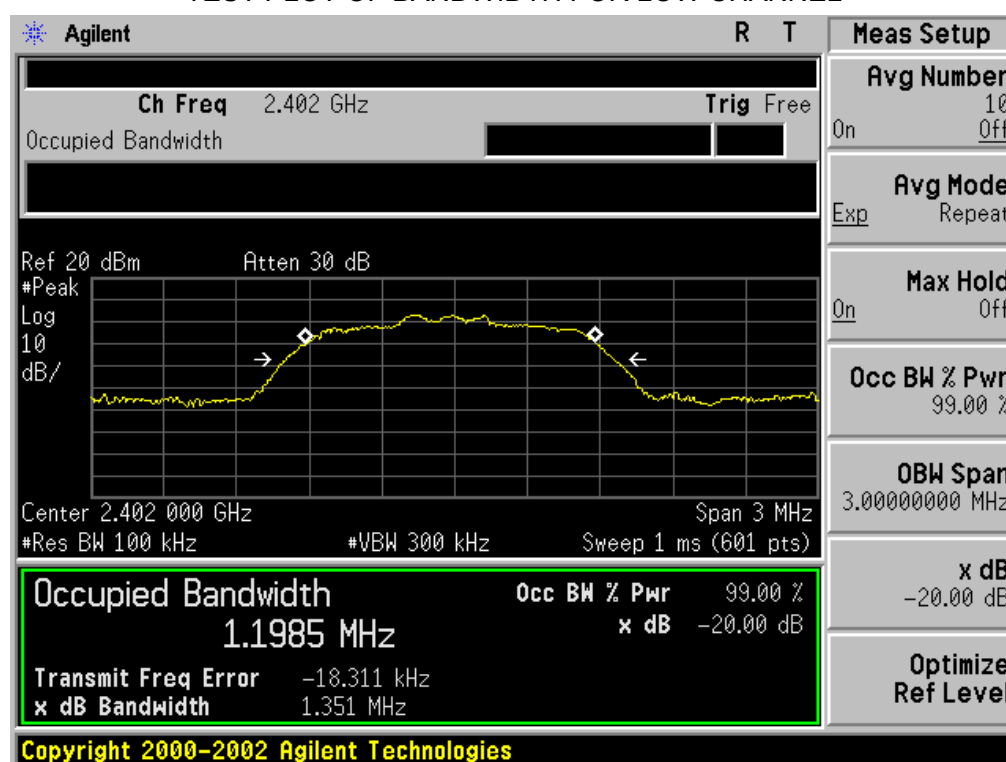 Agilent R T
Meas Setup
Ch Freq 2.402 GHz Trig Free
Occupied Bandwidth
Avg Number
10
On Off
Avg Mode
Exp Repeat
Max Hold
On Off
Occ BW % Pwr
99.00 %
OBW Span
3.00000000 MHz
x dB
-20.00 dB
Optimize
Ref Level
Ref 20 dBm Atten 30 dB
#Peak
Log
10
dB/
Center 2.402 000 GHz Span 3 MHz
#Res BW 100 kHz #VBW 300 kHz Sweep 1 ms (601 pts)
Occupied Bandwidth Occ BW % Pwr 99.00 %
1.1985 MHz x dB -20.00 dB
Transmit Freq Error -18.311 kHz
x dB Bandwidth 1.351 MHz
Copyright 2000-2002 Agilent Technologies